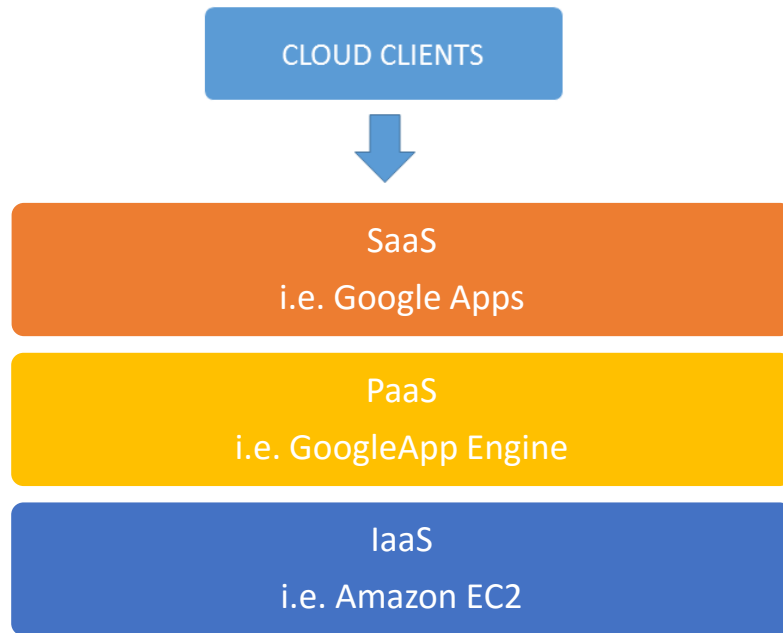 CLOUD CLIENTS
SaaS
i.e. Google Apps
PaaS
i.e. GoogleApp Engine
IaaS
i.e. Amazon EC2